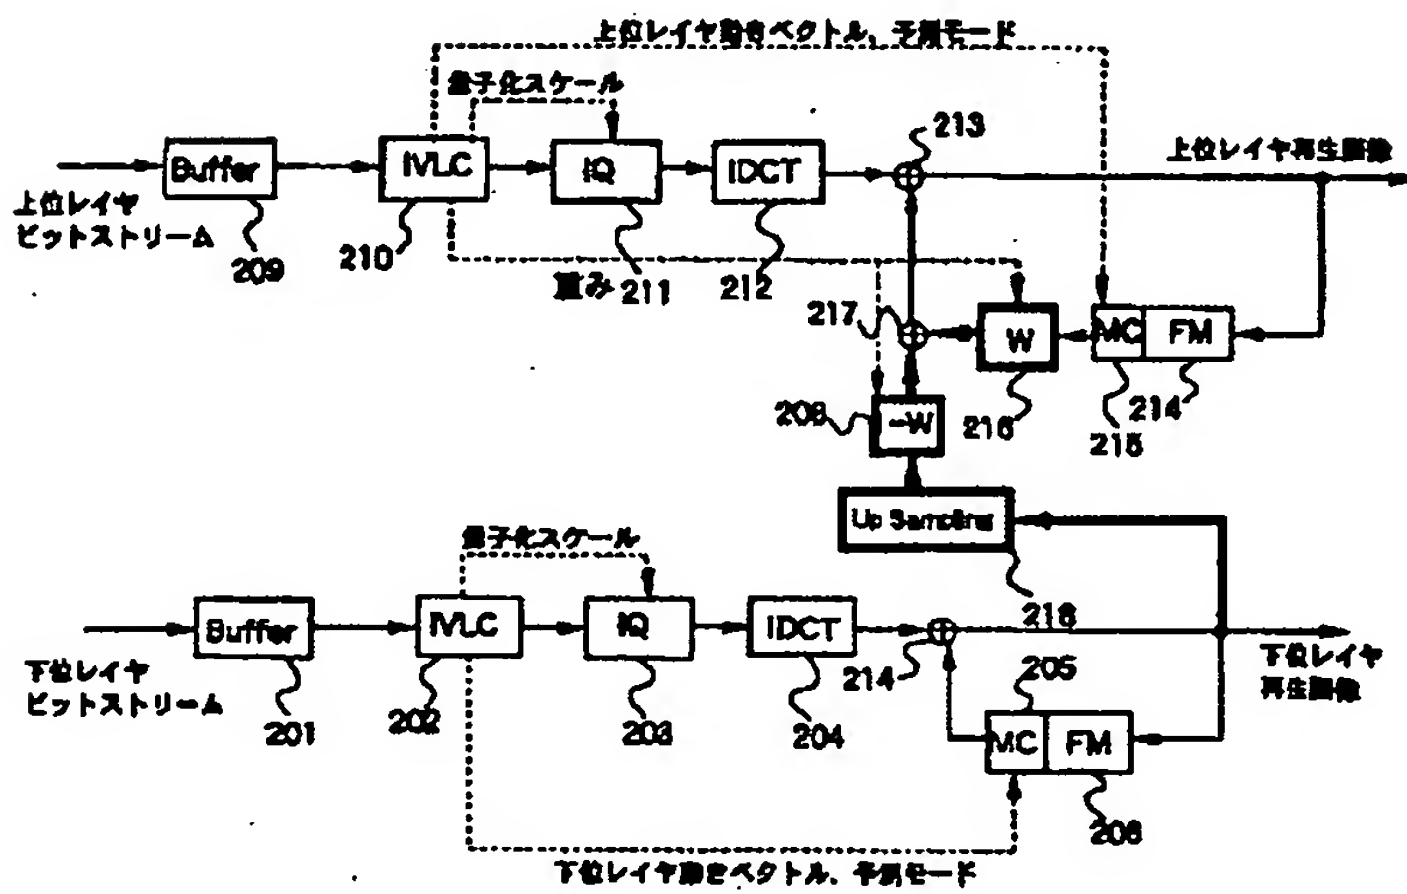 上位レイヤ動きベクトル、予測モード
量子化スケール
213
上位レイヤ再生画像
Buffer
IVLC
IQ
IDCT
上位レイヤ
ビットストリーム
209
210
重み
211
212
217
W
MC
FM
208
-W
216
214
215
Up Sampling
量子化スケール
218
Buffer
IVLC
IQ
IDCT
下位レイヤ
ビットストリーム
201
202
203
204
214
205
下位レイヤ
再生画像
MC
FM
206
下位レイヤ動きベクトル、予測モード